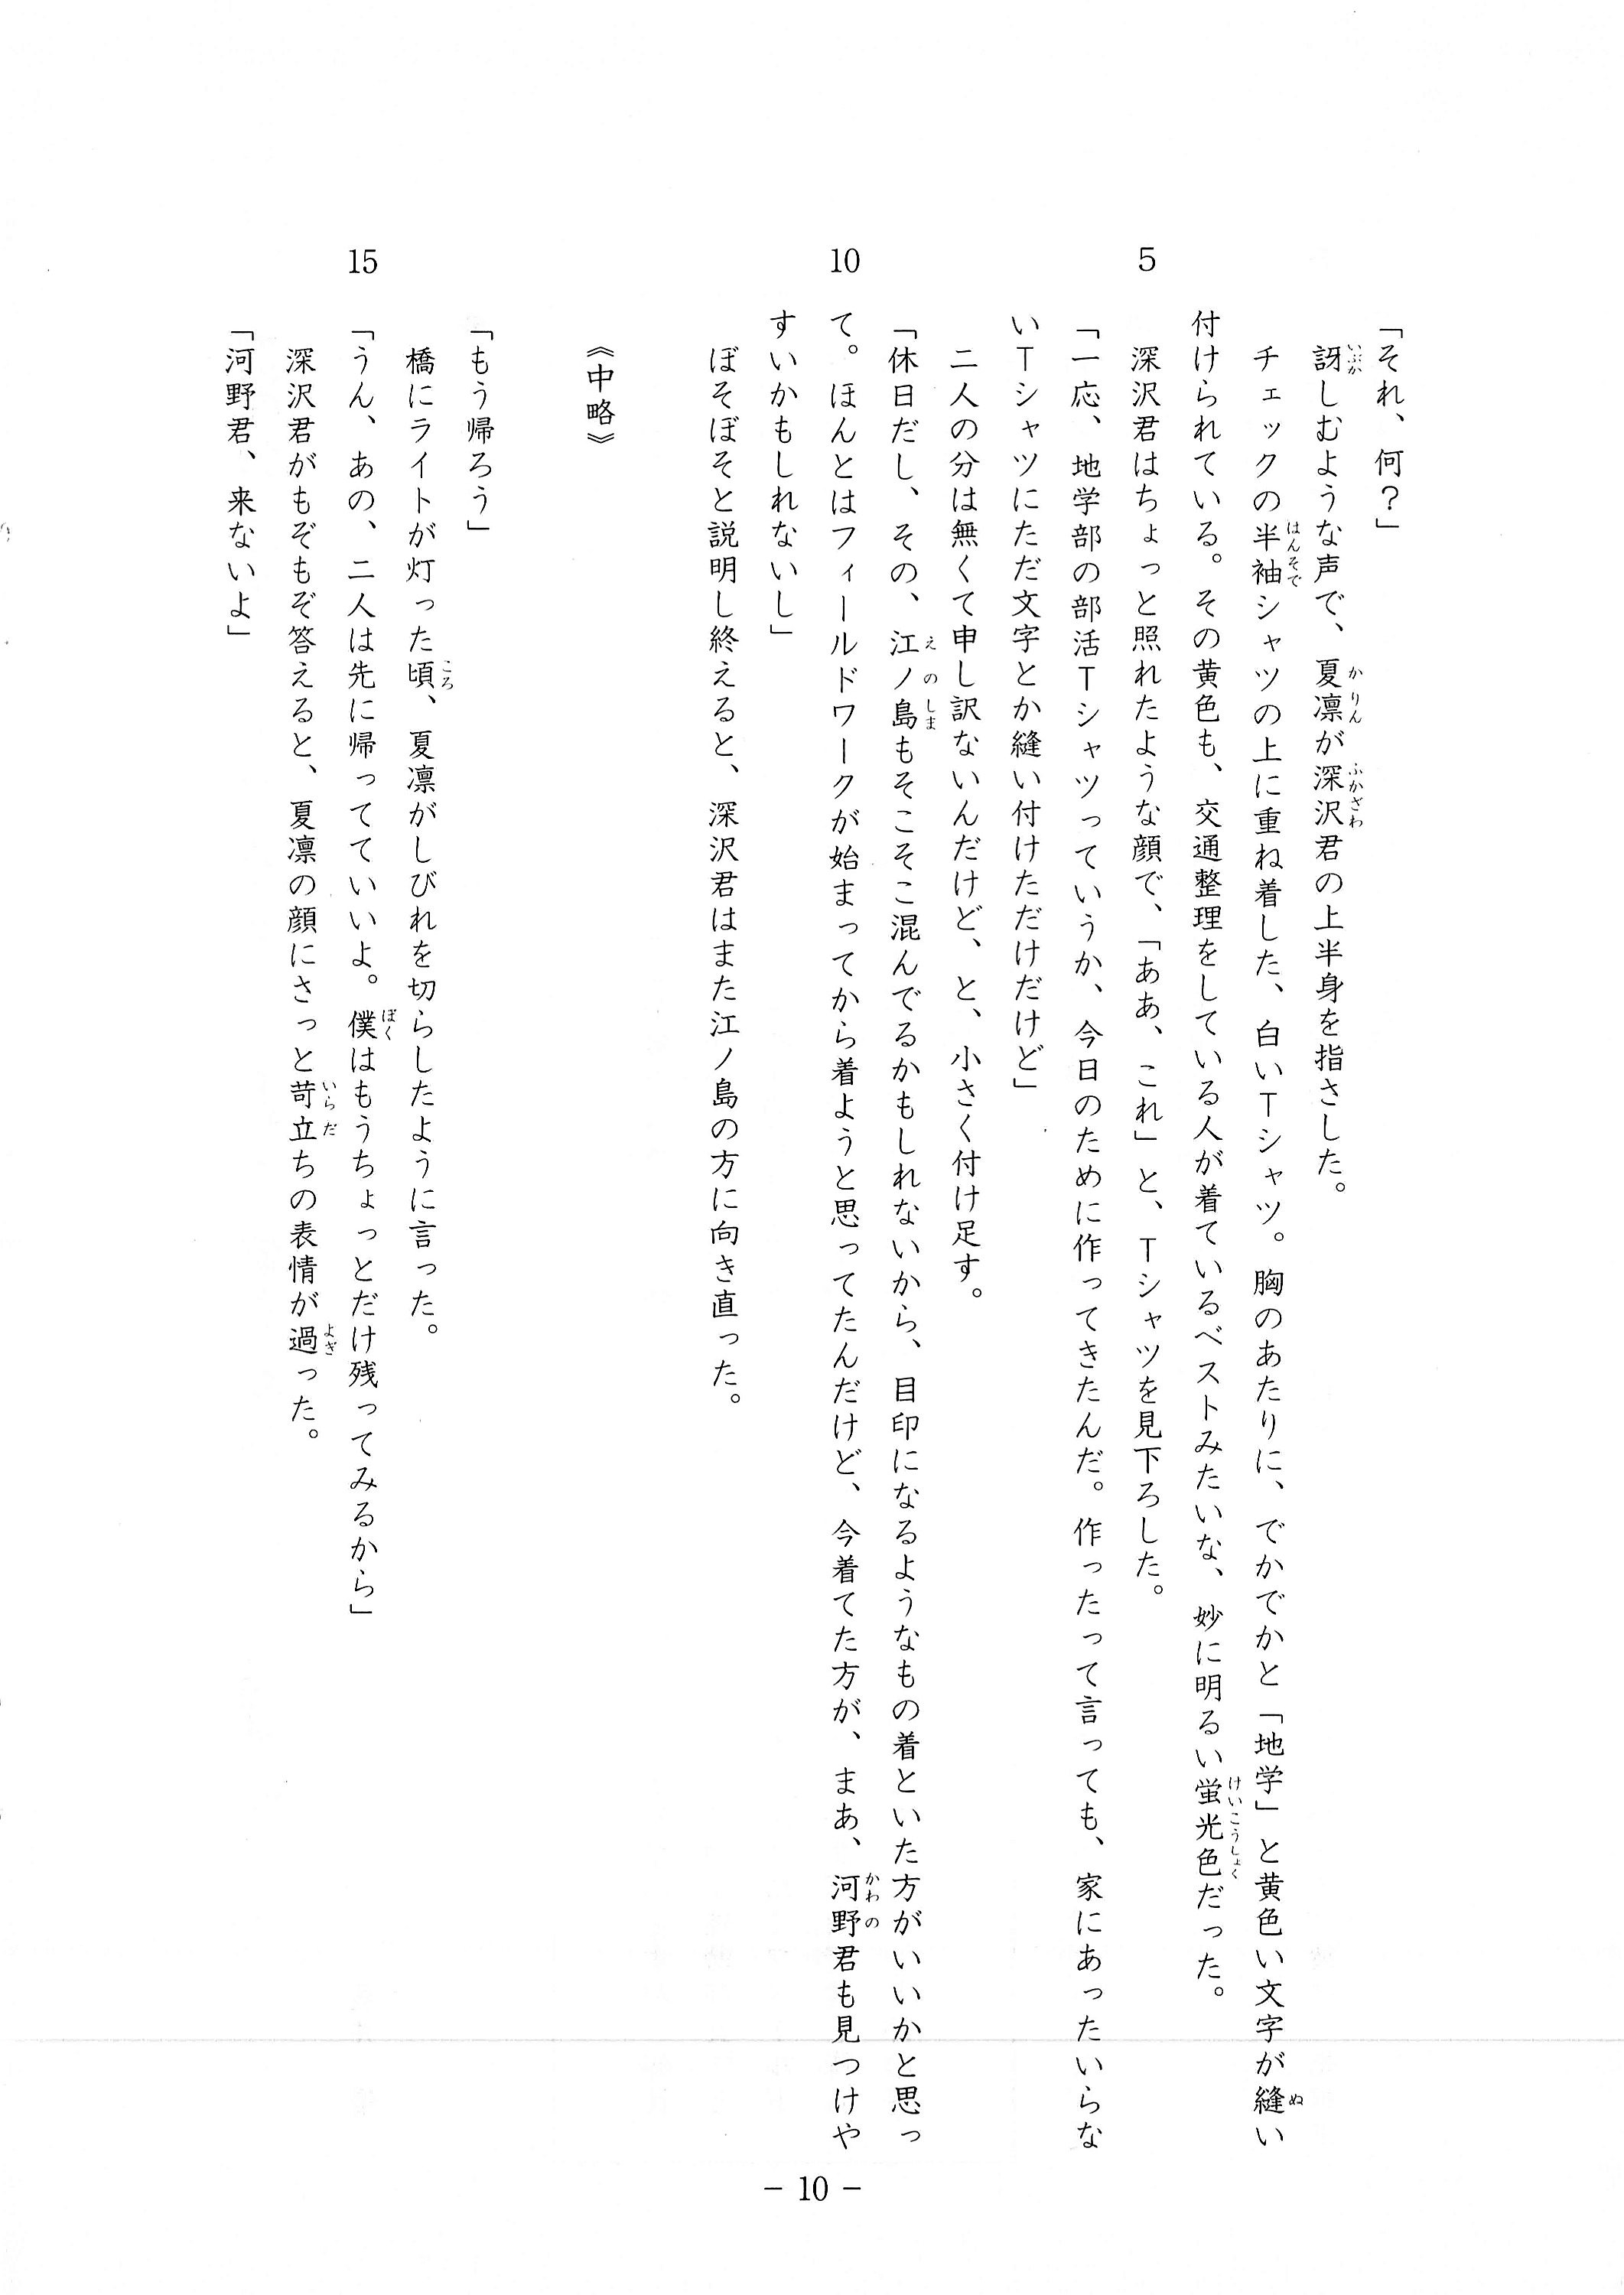 「それ、何？」
訝しむような声で、夏凛が深沢君の上半身を指さした。
チェックの半袖シャツの上に重ね着した、白いTシャツ。胸のあたりに、でかでかと「地学」と黄色い文字が縫い
付けられている。その黄色も、交通整理をしている人が着ているベストみたいな、妙に明るい蛍光色だった。
5 深沢君はちょっと照れたような顔で、「ああ、これ」と、Tシャツを見下ろした。
「一応、地学部の部活Tシャツっていうか、今日のために作ってきたんだ。作ったって言っても、家にあったいらな
いTシャツにただ文字とか縫い付けただけだけど」
二人の分は無くて申し訳ないんだけど、と、小さく付け足す。
「休日だし、その、江ノ島もそこそこ混んでるかもしれないから、目印になるようなもの着といた方がいいかと思っ
10 て。ほんとはフィールドワークが始まってから着ようと思ってたんだけど、今着てた方が、まあ、河野君も見つけや
すいかもしれないし」
ぼそぼそと説明し終えると、深沢君はまた江ノ島の方に向き直った。
《中略》
「もう帰ろう」
橋にライトが灯った頃、夏凛がしびれを切らしたように言った。
15 「うん、あの、二人は先に帰ってていいよ。僕はもうちょっとだけ残ってみるから」
深沢君がもぞもぞ答えると、夏凛の顔にさっと苛立ちの表情が過った。
「河野君、来ないよ」
－ 10 －